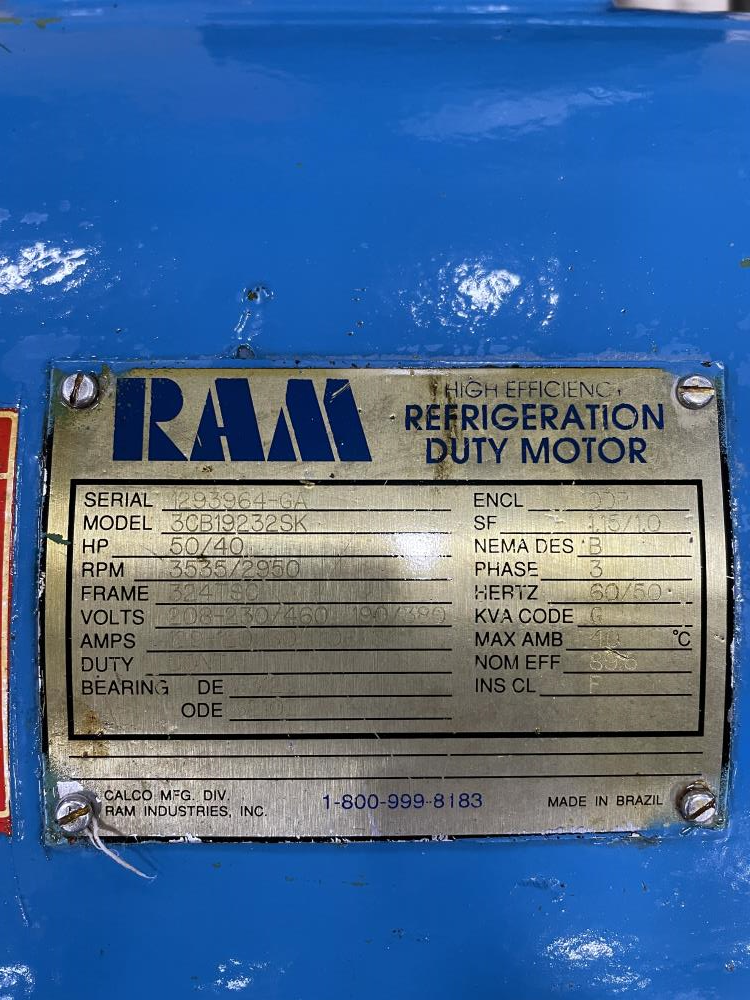 RAM
HIGH EFFICIENCY
REFRIGERATION
DUTY MOTOR
SERIAL 1293964-GA
MODEL 3CB19232SK
HP 50/40
RPM 3535/2950
FRAME 324TSC
VOLTS 208-230/460 190/380
AMPS
DUTY
BEARING DE
ODE
ENCL ODP
SF 1.15/1.0
NEMA DES B
PHASE 3
HERTZ 60/50
KVA CODE G
MAX AMB 40 °C
NOM EFF
INS CL F
CALCO MFG. DIV.
RAM INDUSTRIES, INC.
1-800-999-8183
MADE IN BRAZIL